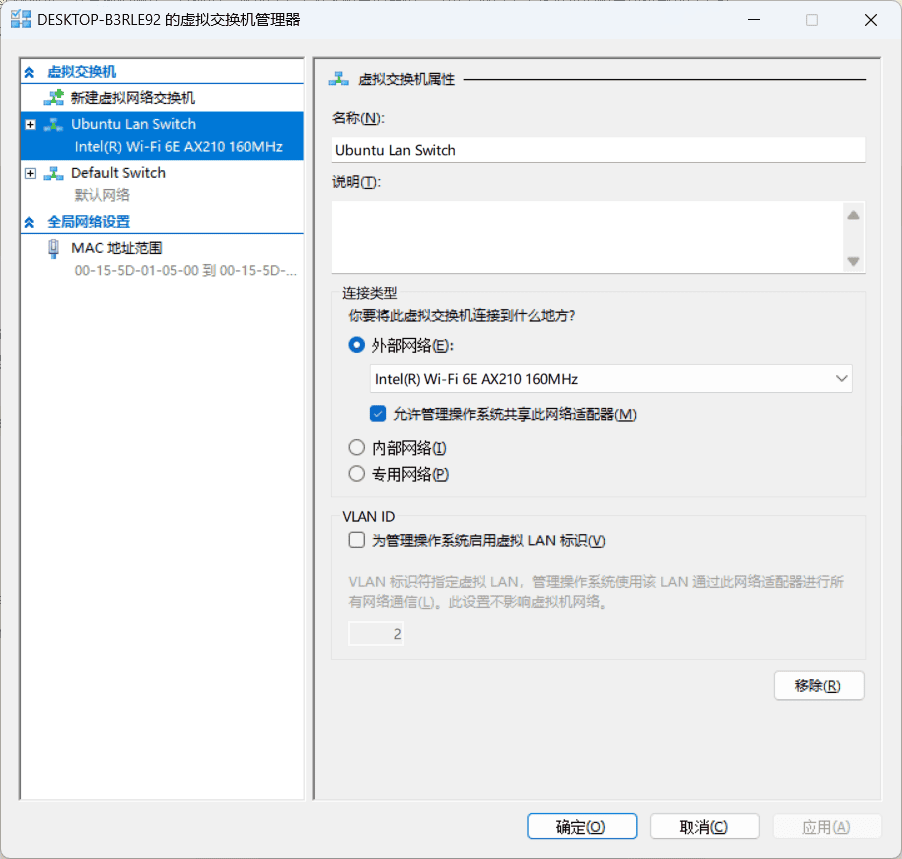 DESKTOP-B3RLE92 的虚拟交换机管理器
虚拟交换机
新建虚拟网络交换机
Ubuntu Lan Switch
Intel(R) Wi-Fi 6E AX210 160MHz
Default Switch
默认网络
全局网络设置
MAC 地址范围
00-15-5D-01-05-00 到 00-15-5D-...
虚拟交换机属性
名称(N):
Ubuntu Lan Switch
说明(T):
连接类型
你要将此虚拟交换机连接到什么地方?
外部网络(E):
Intel(R) Wi-Fi 6E AX210 160MHz
允许管理操作系统共享此网络适配器(M)
内部网络(I)
专用网络(P)
VLAN ID
为管理操作系统启用虚拟 LAN 标识(V)
VLAN 标识符指定虚拟 LAN，管理操作系统使用该 LAN 通过此网络适配器进行所
有网络通信(L)。此设置不影响虚拟机网络。
2
移除(R)
确定(O)
取消(C)
应用(A)